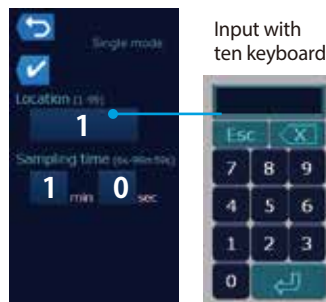 Single mode
Input with
ten keyboard
Location (1-99)
1
Sampling time (6s-99m59s)
1 min 0 sec
Esc X
7 8 9
4 5 6
1 2 3
0